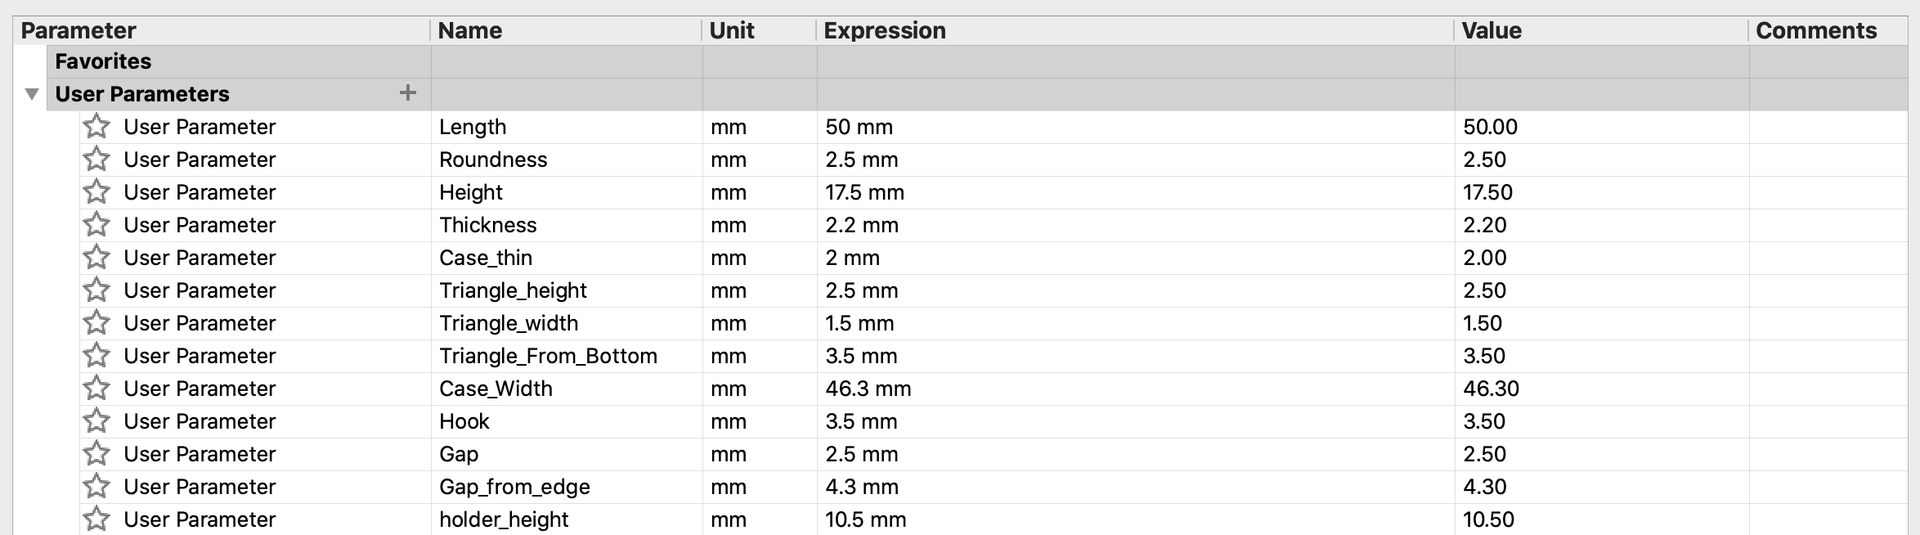 Parameter Name Unit Expression Value Comments
Favorites
User Parameters +
User Parameter Length mm 50 mm 50.00
User Parameter Roundness mm 2.5 mm 2.50
User Parameter Height mm 17.5 mm 17.50
User Parameter Thickness mm 2.2 mm 2.20
User Parameter Case_thin mm 2 mm 2.00
User Parameter Triangle_height mm 2.5 mm 2.50
User Parameter Triangle_width mm 1.5 mm 1.50
User Parameter Triangle_From_Bottom mm 3.5 mm 3.50
User Parameter Case_Width mm 46.3 mm 46.30
User Parameter Hook mm 3.5 mm 3.50
User Parameter Gap mm 2.5 mm 2.50
User Parameter Gap_from_edge mm 4.3 mm 4.30
User Parameter holder_height mm 10.5 mm 10.50